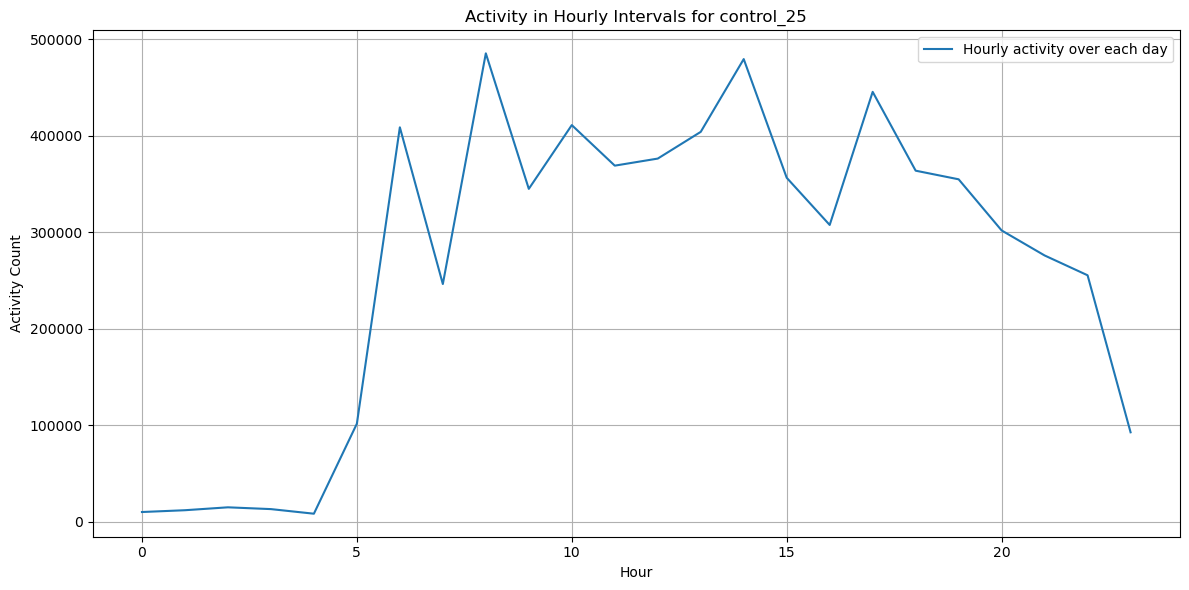 Activity in Hourly Intervals for control_25
Hourly activity over each day
Activity Count
500000
400000
300000
200000
100000
0
0 5 10 15 20
Hour